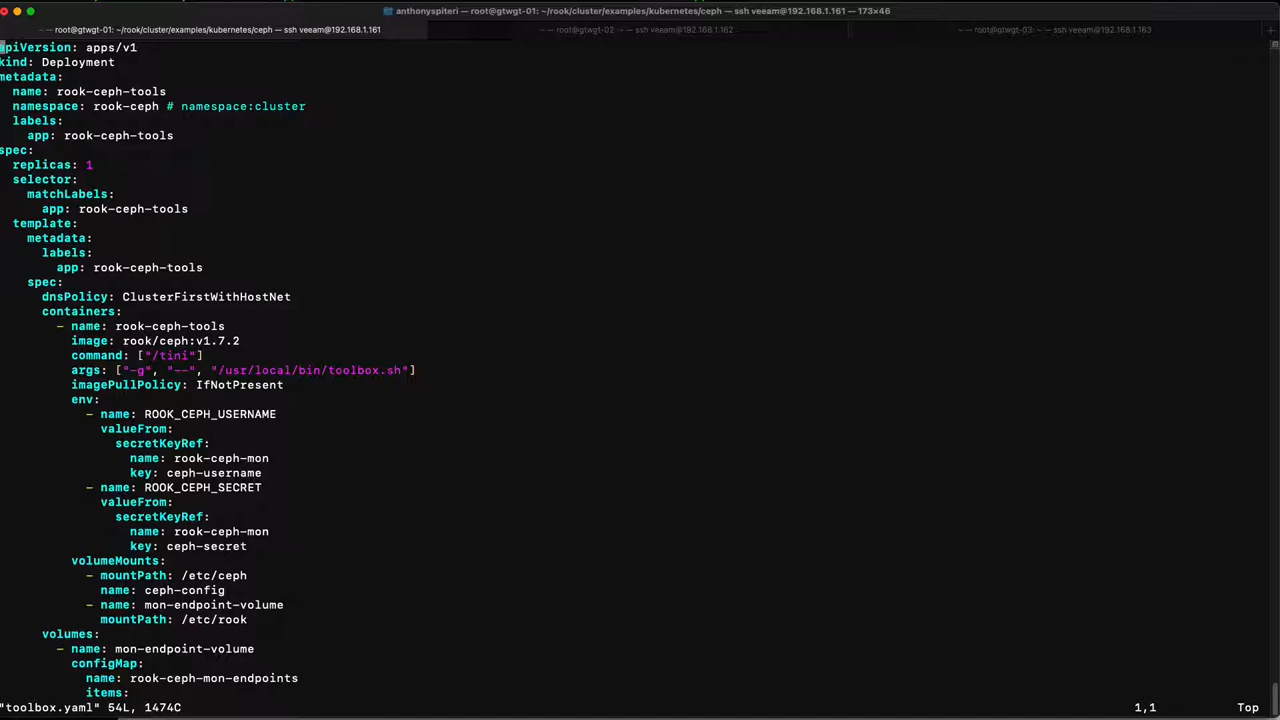 anthonyspiteri — root@gtwgt-01: ~/rook/cluster/examples/kubernetes/ceph — ssh veeam@192.168.1.161 — 173×46
root@gtwgt-01: ~/rook/cluster/examples/kubernetes/ceph — ssh veeam@192.168.1.161
root@gtwgt-02: ~ — ssh veeam@192.168.1.162
root@gtwgt-03: ~ — ssh veeam@192.168.1.163
apiVersion: apps/v1
kind: Deployment
metadata:
  name: rook-ceph-tools
  namespace: rook-ceph # namespace:cluster
  labels:
    app: rook-ceph-tools
spec:
  replicas: 1
  selector:
    matchLabels:
      app: rook-ceph-tools
  template:
    metadata:
      labels:
        app: rook-ceph-tools
    spec:
      dnsPolicy: ClusterFirstWithHostNet
      containers:
        - name: rook-ceph-tools
          image: rook/ceph:v1.7.2
          command: ["/tini"]
          args: ["-g", "--", "/usr/local/bin/toolbox.sh"]
          imagePullPolicy: IfNotPresent
          env:
            - name: ROOK_CEPH_USERNAME
              valueFrom:
                secretKeyRef:
                  name: rook-ceph-mon
                  key: ceph-username
            - name: ROOK_CEPH_SECRET
              valueFrom:
                secretKeyRef:
                  name: rook-ceph-mon
                  key: ceph-secret
          volumeMounts:
            - mountPath: /etc/ceph
              name: ceph-config
            - name: mon-endpoint-volume
              mountPath: /etc/rook
      volumes:
        - name: mon-endpoint-volume
          configMap:
            name: rook-ceph-mon-endpoints
            items:
"toolbox.yaml" 54L, 1474C 1,1 Top